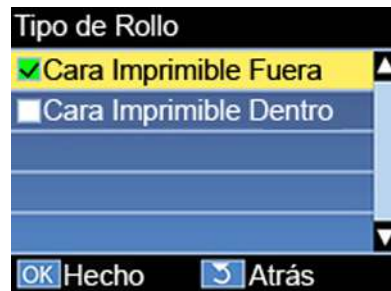 Tipo de Rollo
Cara Imprimible Fuera
Cara Imprimible Dentro
OK Hecho Atrás